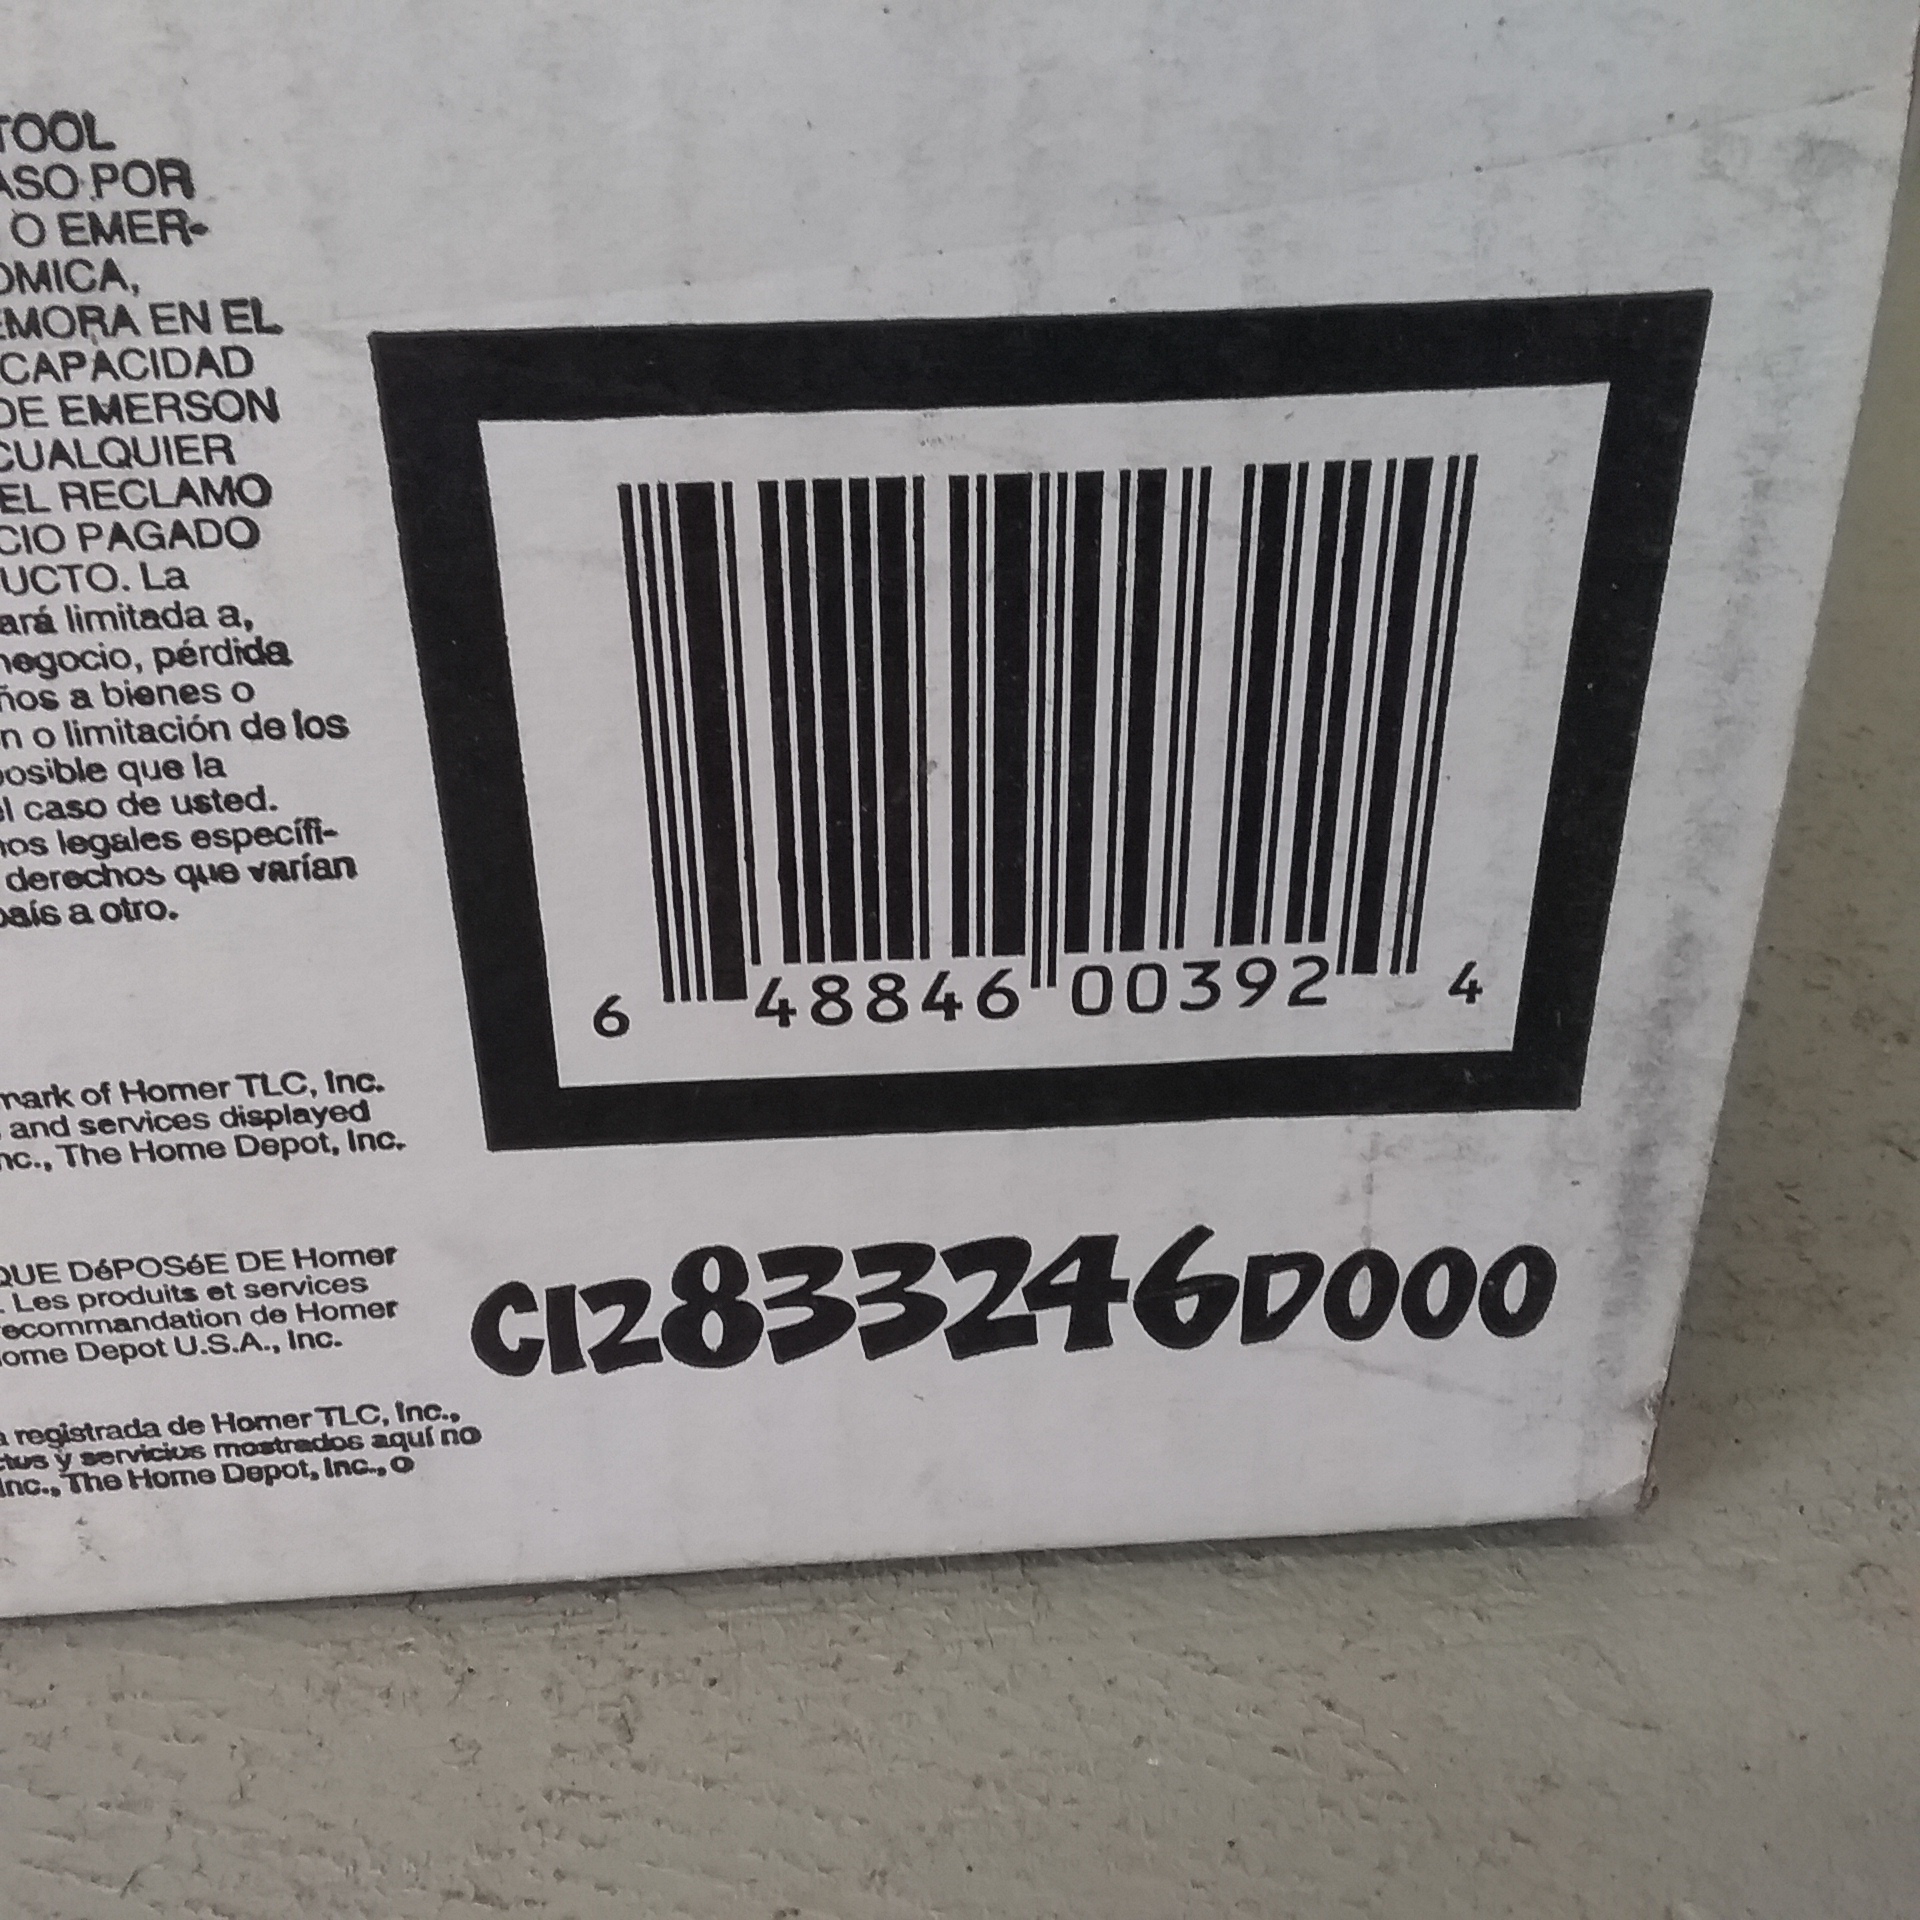 TOOL
ASO POR
O EMER-
OMICA,
EMORA EN EL
CAPACIDAD
DE EMERSON
CUALQUIER
EL RECLAMO
CIO PAGADO
UCTO. La
ará limitada a,
negocio, pérdida
ños a bienes o
n o limitación de los
posible que la
el caso de usted.
hos legales específi-
derechos que varían
país a otro.
6 48846 00392 4
mark of Homer TLC, Inc.
and services displayed
nc., The Home Depot, Inc.
QUE DéPOSéE DE Homer
. Les produits et services
recommandation de Homer
ome Depot U.S.A., Inc.
a registrada de Homer TLC, Inc.,
ctos y servicios mostrados aquí no
Inc., The Home Depot, Inc., o
C12833246D000